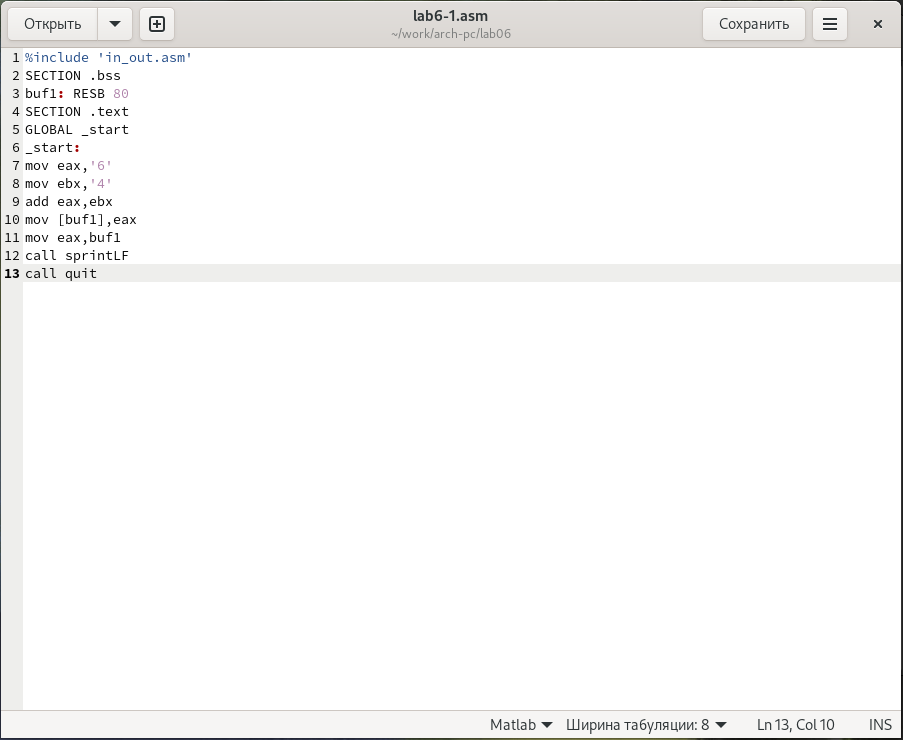 Открыть
lab6-1.asm
~/work/arch-pc/lab06
Сохранить
1 %include 'in_out.asm'
2 SECTION .bss
3 buf1: RESB 80
4 SECTION .text
5 GLOBAL _start
6 _start:
7 mov eax,'6'
8 mov ebx,'4'
9 add eax,ebx
10 mov [buf1],eax
11 mov eax,buf1
12 call sprintLF
13 call quit
Matlab Ширина табуляции: 8 Ln 13, Col 10 INS